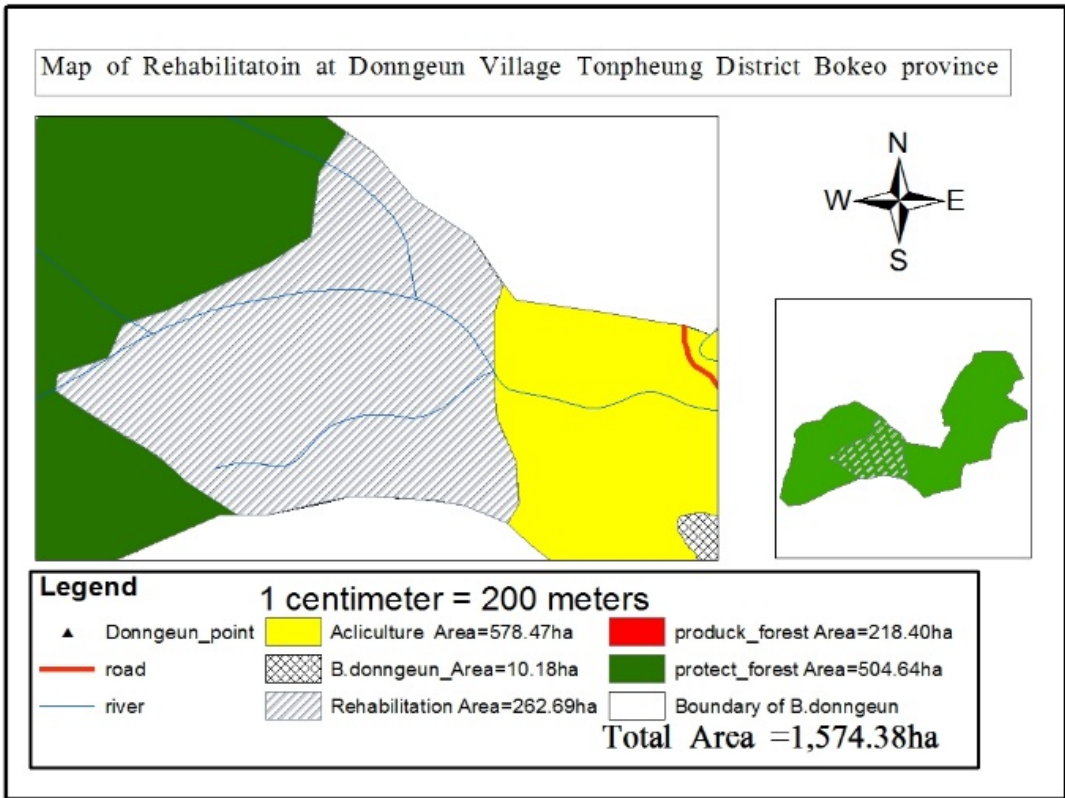 Map of Rehabilitatoin at Donngeun Village Tonpheung District Bokeo province
N
W
E
S
Legend
1 centimeter = 200 meters
Donngeun_point
Acliculture Area=578.47ha
produck_forest Area=218.40ha
road
B.donngeun_Area=10.18ha
protect_forest Area=504.64ha
river
Rehabilitation Area=262.69ha
Boundary of B.donngeun
Total Area =1,574.38ha